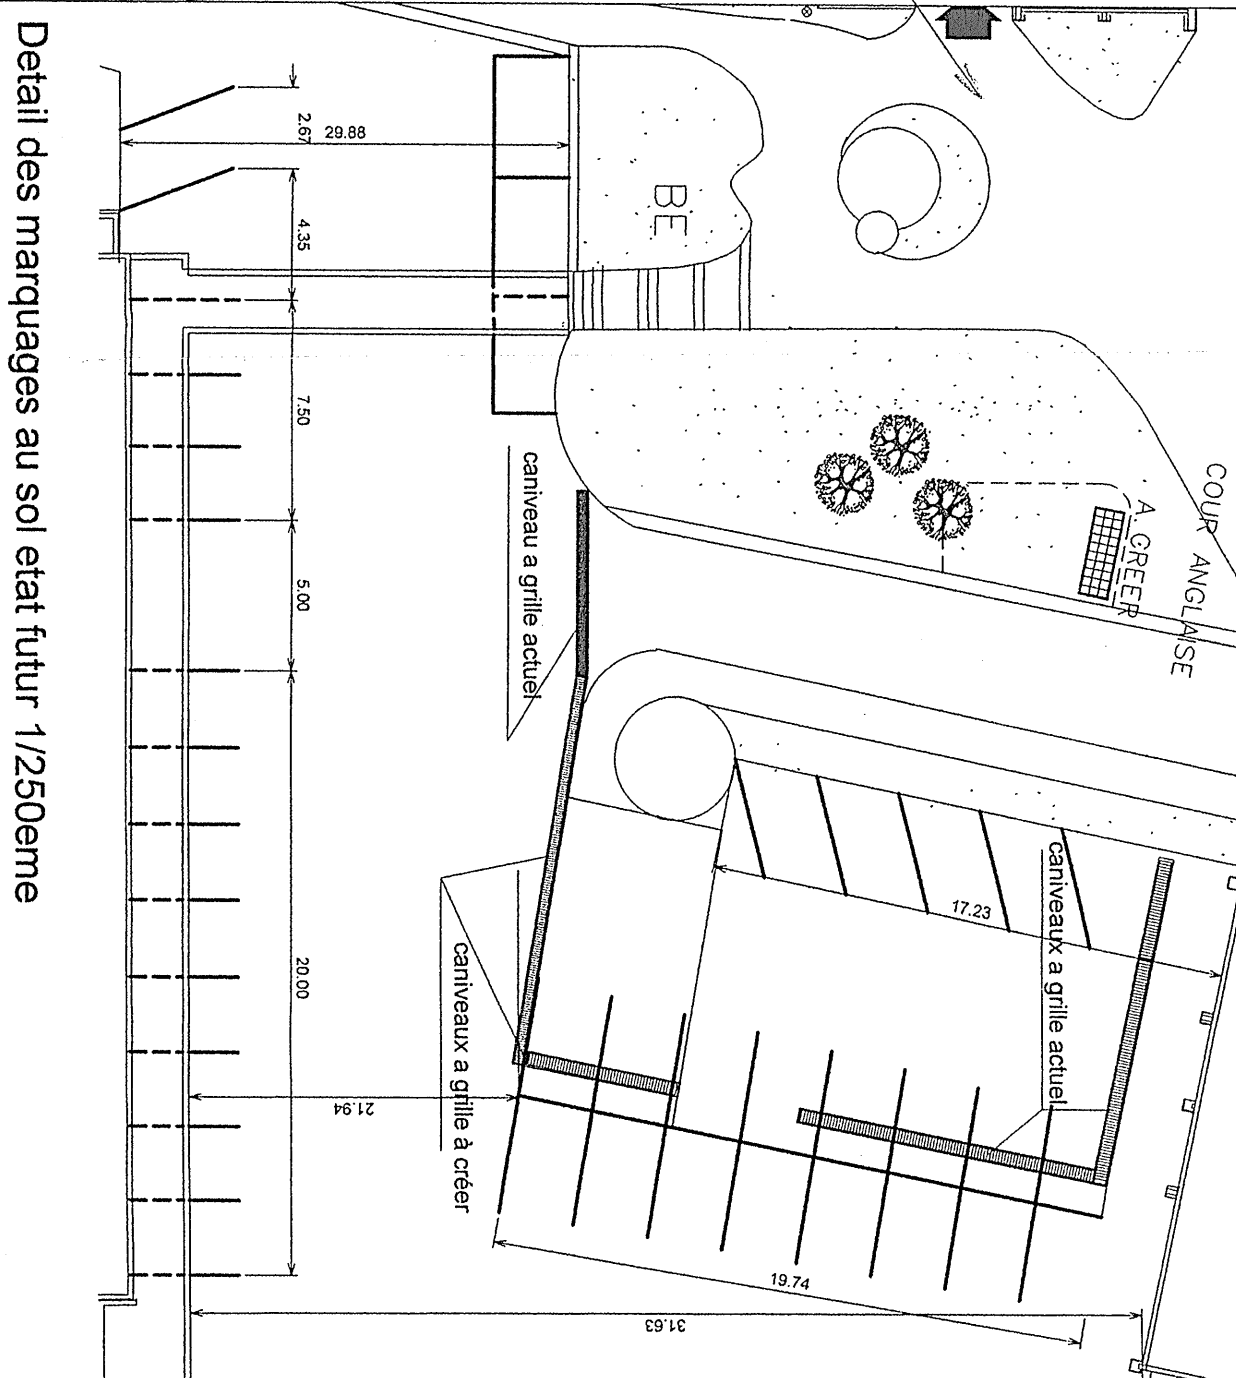 Detail des marquages au sol etat futur 1/250eme
2.67
29.88
4.35
7.50
5.00
20.00
BE
caniveau a grille actuel
COUR ANGLAISE
A. CREER
caniveaux a grille actuel
17.23
caniveaux a grille à créer
21.94
19.74
31.63